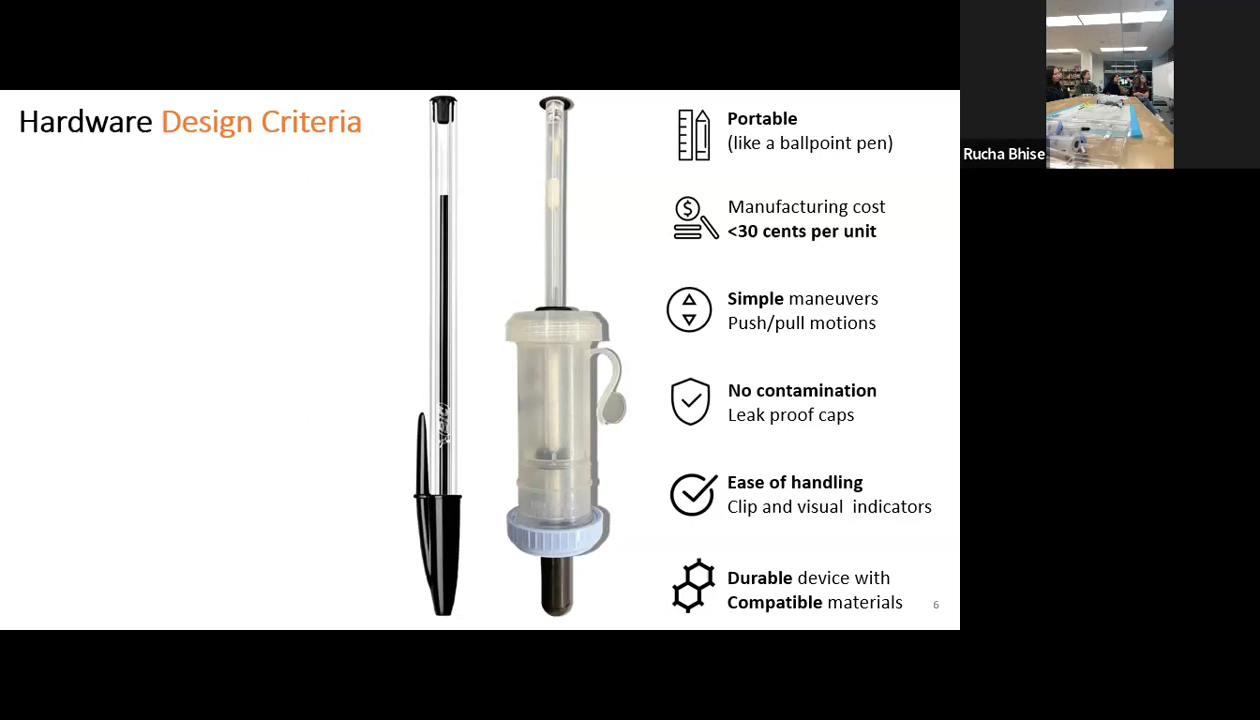 Hardware Design Criteria
Portable
(like a ballpoint pen)
Manufacturing cost
<30 cents per unit
Simple maneuvers
Push/pull motions
No contamination
Leak proof caps
Ease of handling
Clip and visual indicators
Durable device with
Compatible materials
6
Rucha Bhise